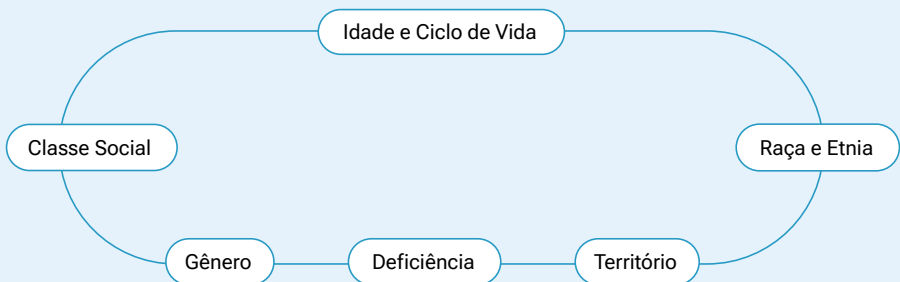 Idade e Ciclo de Vida
Classe Social
Raça e Etnia
Gênero
Deficiência
Território